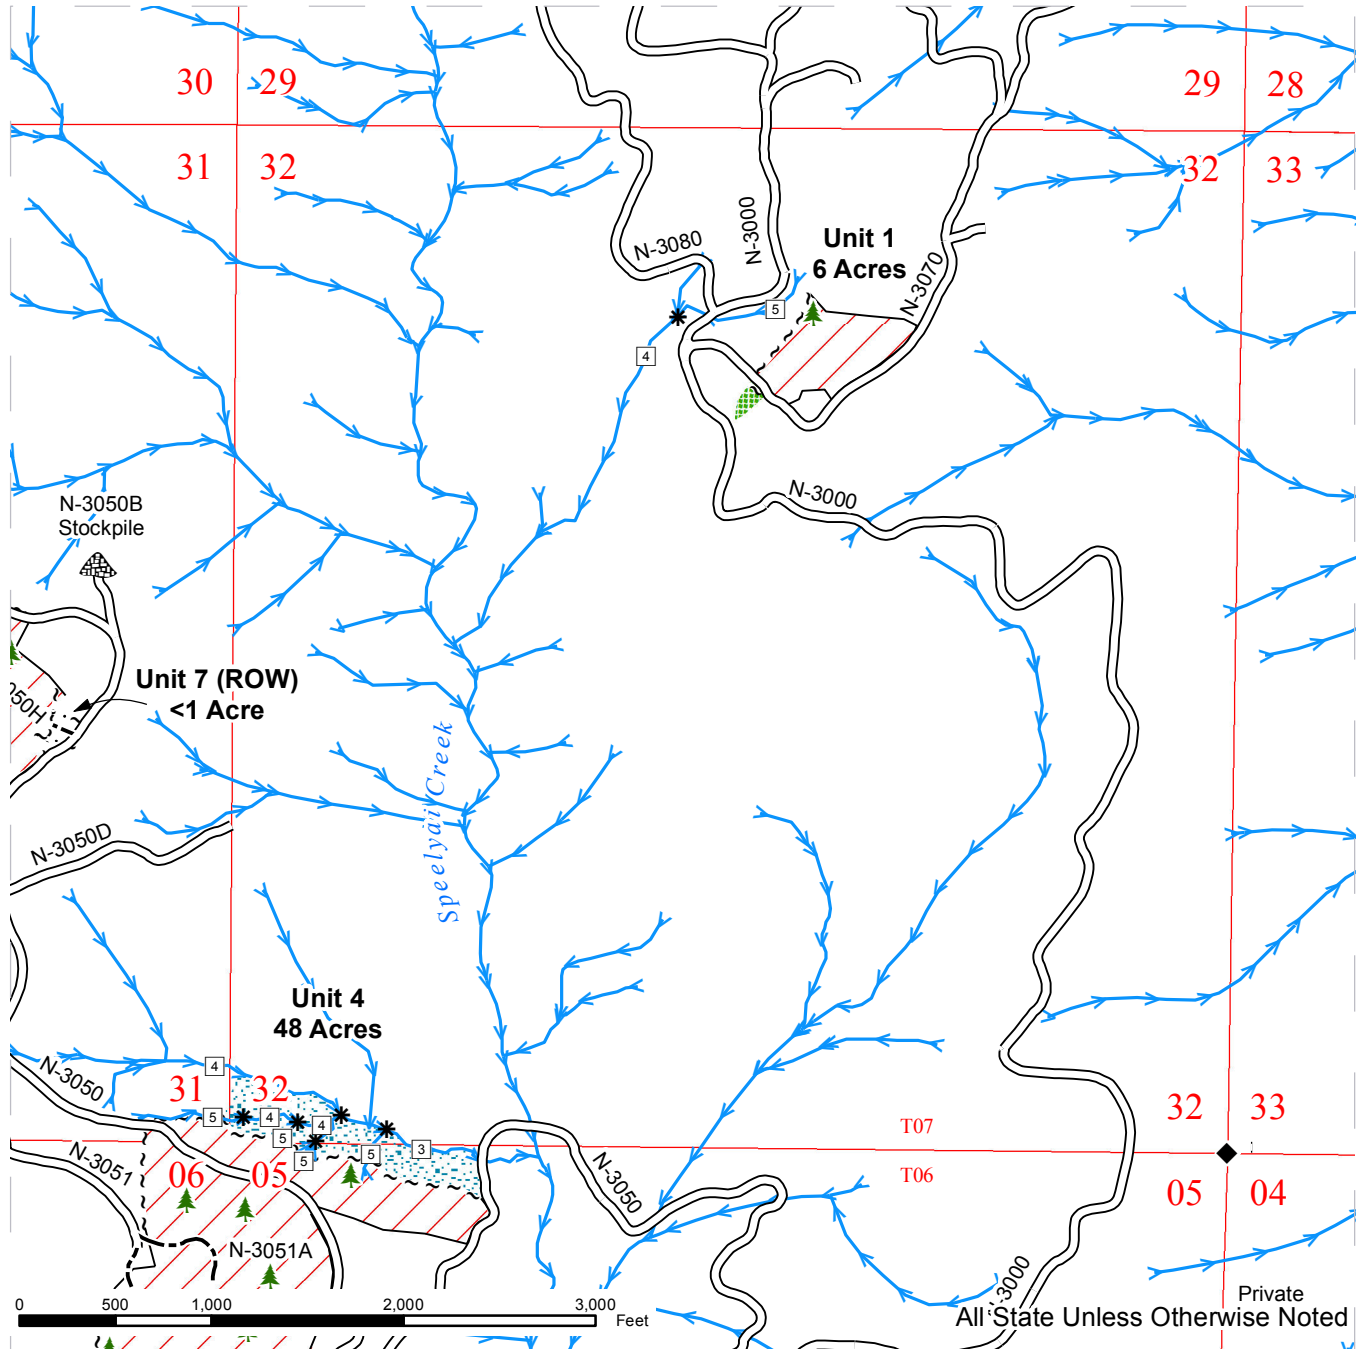 30 29
29 28
31 32
32 33
N-3080
N-3000
Unit 1
6 Acres
N-3070
5
4
N-3050B
Stockpile
N-3000
Unit 7 (ROW)
<1 Acre
050H
Speelyai Creek
N-3050D
Unit 4
48 Acres
4
N-3050
31 32
5
4
4
5
3
5
5
32 33
T07
T06
N-3051
06 05
N-3050
05 04
N-3051A
N-3000
Private
All State Unless Otherwise Noted
0 500 1,000 2,000 3,000
Feet